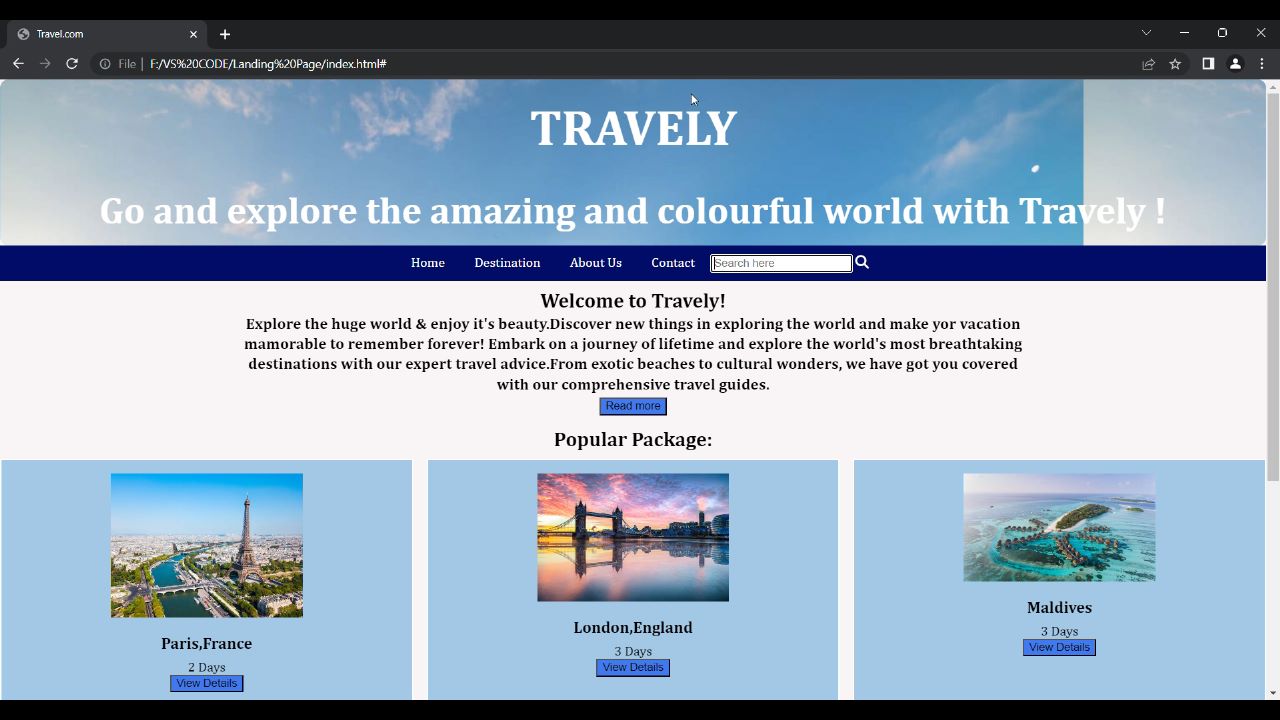 Travel.com
File | F:/VS%20CODE/Landing%20Page/index.html#
TRAVELY
Go and explore the amazing and colourful world with Travely !
Home Destination About Us Contact Search here
Welcome to Travely!
Explore the huge world & enjoy it's beauty.Discover new things in exploring the world and make yor vacation
mamorable to remember forever! Embark on a journey of lifetime and explore the world's most breathtaking
destinations with our expert travel advice.From exotic beaches to cultural wonders, we have got you covered
with our comprehensive travel guides.
Read more
Popular Package:
Paris,France
2 Days
View Details
London,England
3 Days
View Details
Maldives
3 Days
View Details